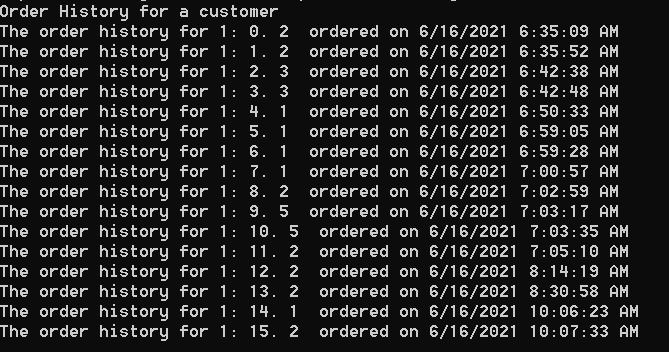 Order History for a customer
The order history for 1: 0. 2  ordered on 6/16/2021 6:35:09 AM
The order history for 1: 1. 2  ordered on 6/16/2021 6:35:52 AM
The order history for 1: 2. 3  ordered on 6/16/2021 6:42:38 AM
The order history for 1: 3. 3  ordered on 6/16/2021 6:42:48 AM
The order history for 1: 4. 1  ordered on 6/16/2021 6:50:33 AM
The order history for 1: 5. 1  ordered on 6/16/2021 6:59:05 AM
The order history for 1: 6. 1  ordered on 6/16/2021 6:59:28 AM
The order history for 1: 7. 1  ordered on 6/16/2021 7:00:57 AM
The order history for 1: 8. 2  ordered on 6/16/2021 7:02:59 AM
The order history for 1: 9. 5  ordered on 6/16/2021 7:03:17 AM
The order history for 1: 10. 5  ordered on 6/16/2021 7:03:35 AM
The order history for 1: 11. 2  ordered on 6/16/2021 7:05:10 AM
The order history for 1: 12. 2  ordered on 6/16/2021 8:14:19 AM
The order history for 1: 13. 2  ordered on 6/16/2021 8:30:58 AM
The order history for 1: 14. 1  ordered on 6/16/2021 10:06:23 AM
The order history for 1: 15. 2  ordered on 6/16/2021 10:07:33 AM